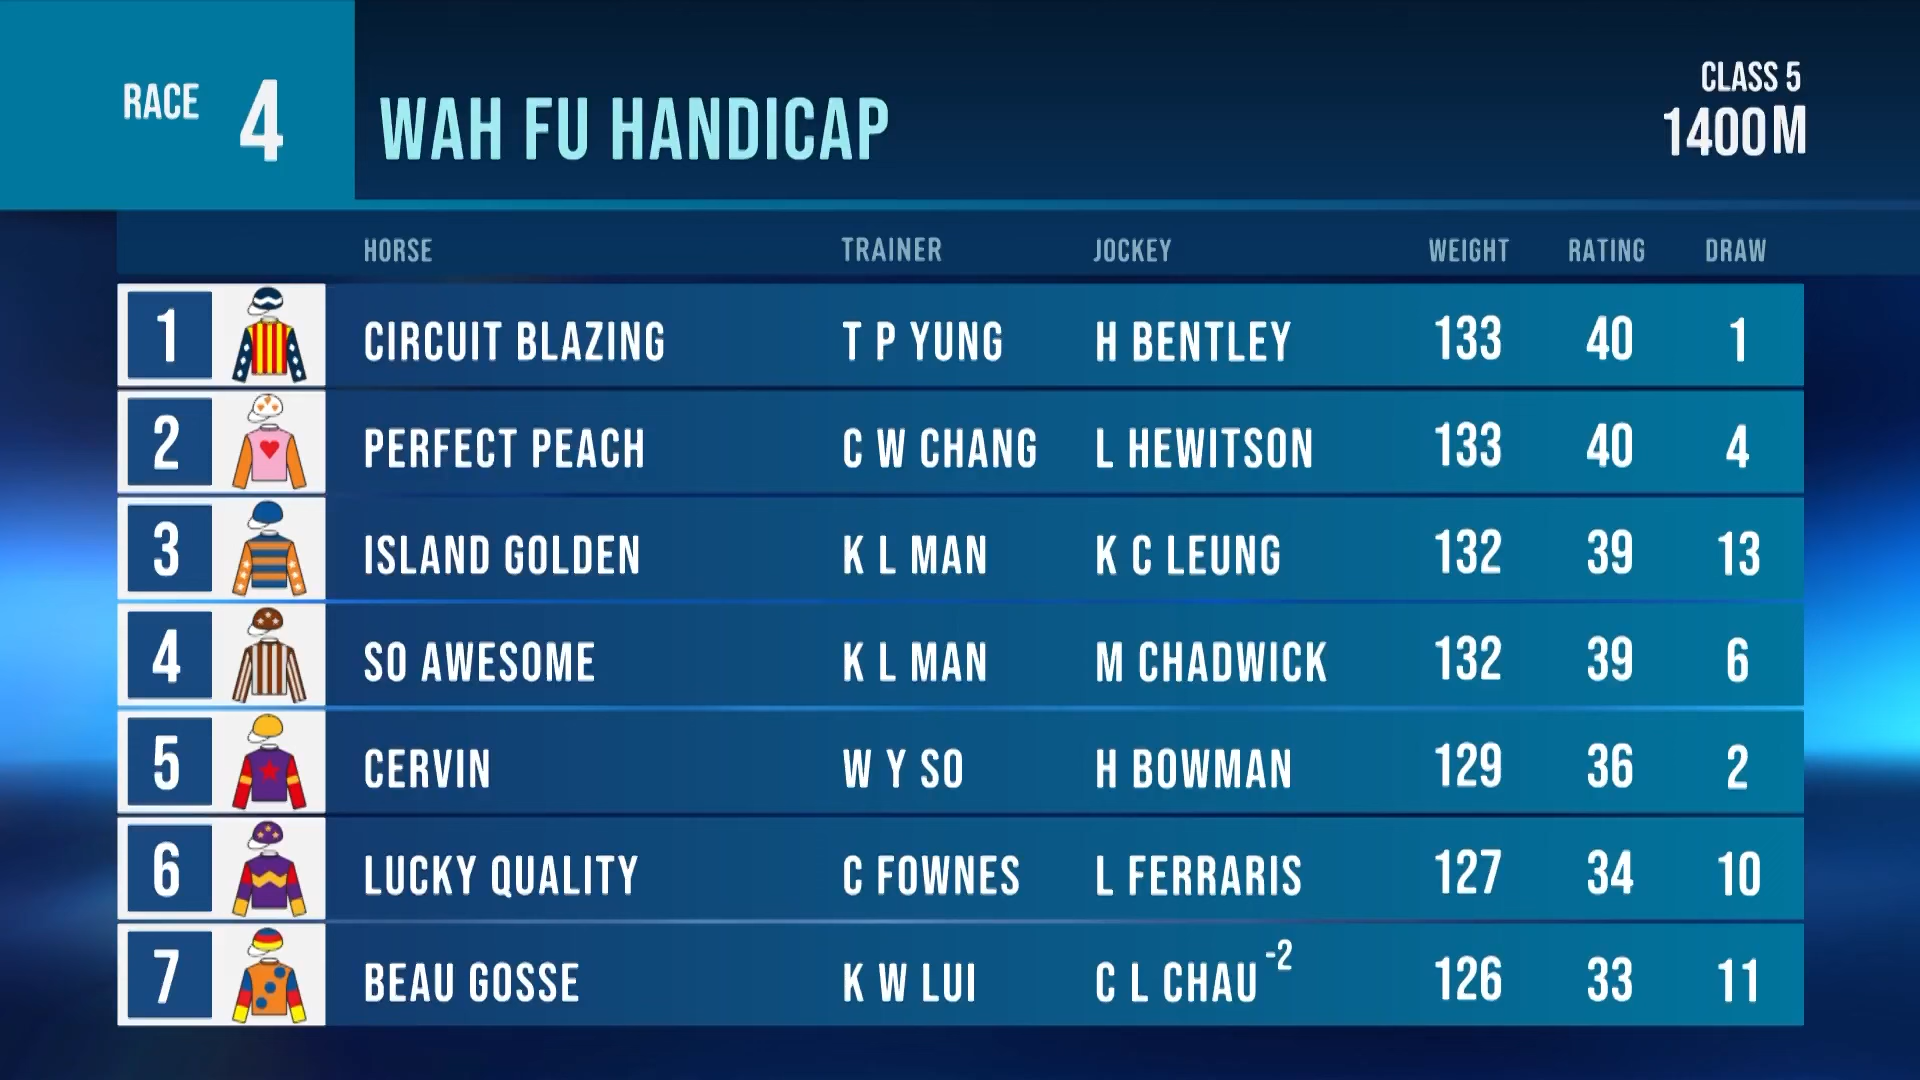 RACE 4
WAH FU HANDICAP
CLASS 5
1400M
HORSE TRAINER JOCKEY WEIGHT RATING DRAW
1 CIRCUIT BLAZING T P YUNG H BENTLEY 133 40 1
2 PERFECT PEACH C W CHANG L HEWITSON 133 40 4
3 ISLAND GOLDEN K L MAN K C LEUNG 132 39 13
4 SO AWESOME K L MAN M CHADWICK 132 39 6
5 CERVIN W Y SO H BOWMAN 129 36 2
6 LUCKY QUALITY C FOWNES L FERRARIS 127 34 10
7 BEAU GOSSE K W LUI C L CHAU -2 126 33 11